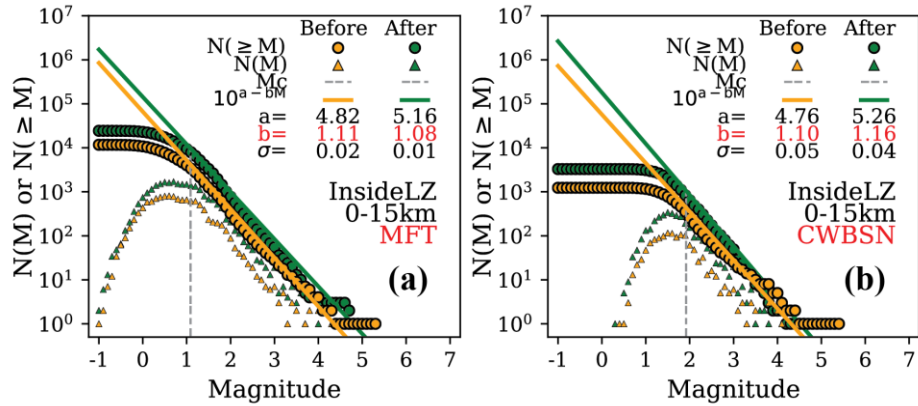 Before After
N(≥M)
N(M)
Mc
10^{a-bM}
a= 4.82 5.16
b= 1.11 1.08
σ= 0.02 0.01
InsideLZ
0-15km
MFT
(a)
N(M) or N(≥M)
10^7
10^6
10^5
10^4
10^3
10^2
10^1
10^0
-1 0 1 2 3 4 5 6 7
Magnitude
Before After
N(≥M)
N(M)
Mc
10^{a-bM}
a= 4.76 5.26
b= 1.10 1.16
σ= 0.05 0.04
InsideLZ
0-15km
CWBSN
(b)
N(M) or N(≥M)
10^7
10^6
10^5
10^4
10^3
10^2
10^1
10^0
-1 0 1 2 3 4 5 6 7
Magnitude